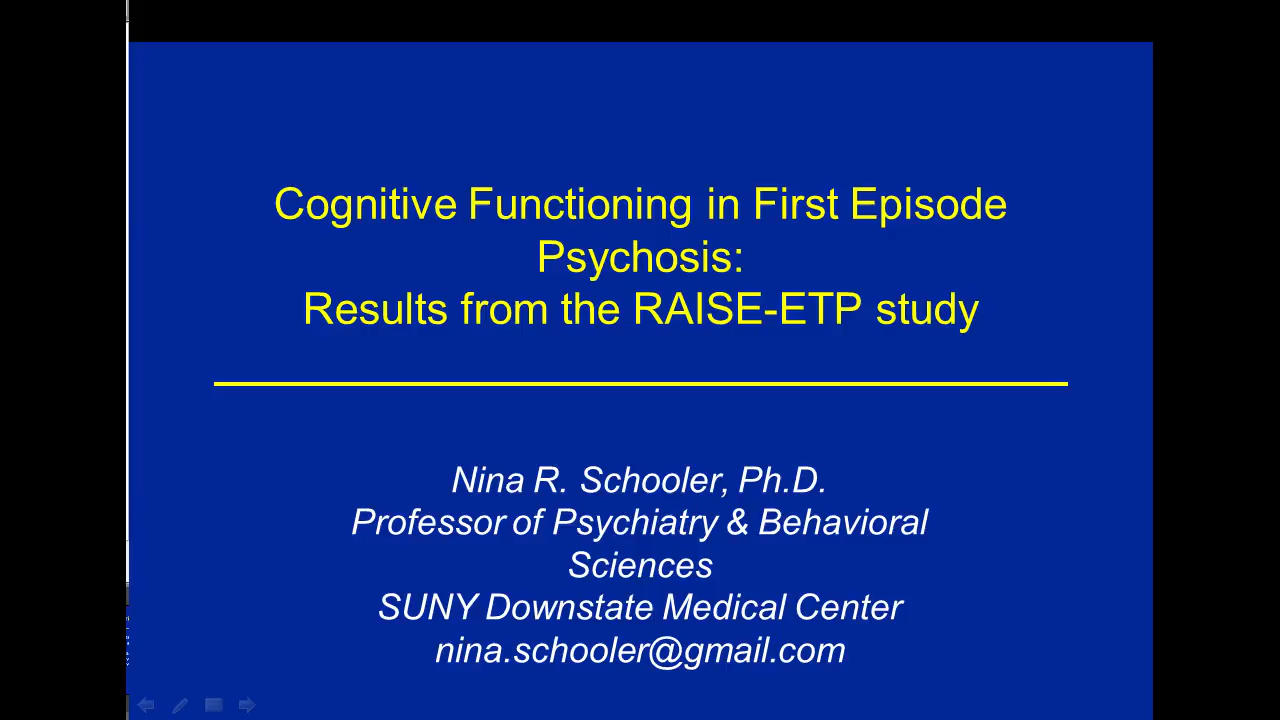 Cognitive Functioning in First Episode
Psychosis:
Results from the RAISE-ETP study
Nina R. Schooler, Ph.D.
Professor of Psychiatry & Behavioral
Sciences
SUNY Downstate Medical Center
nina.schooler@gmail.com